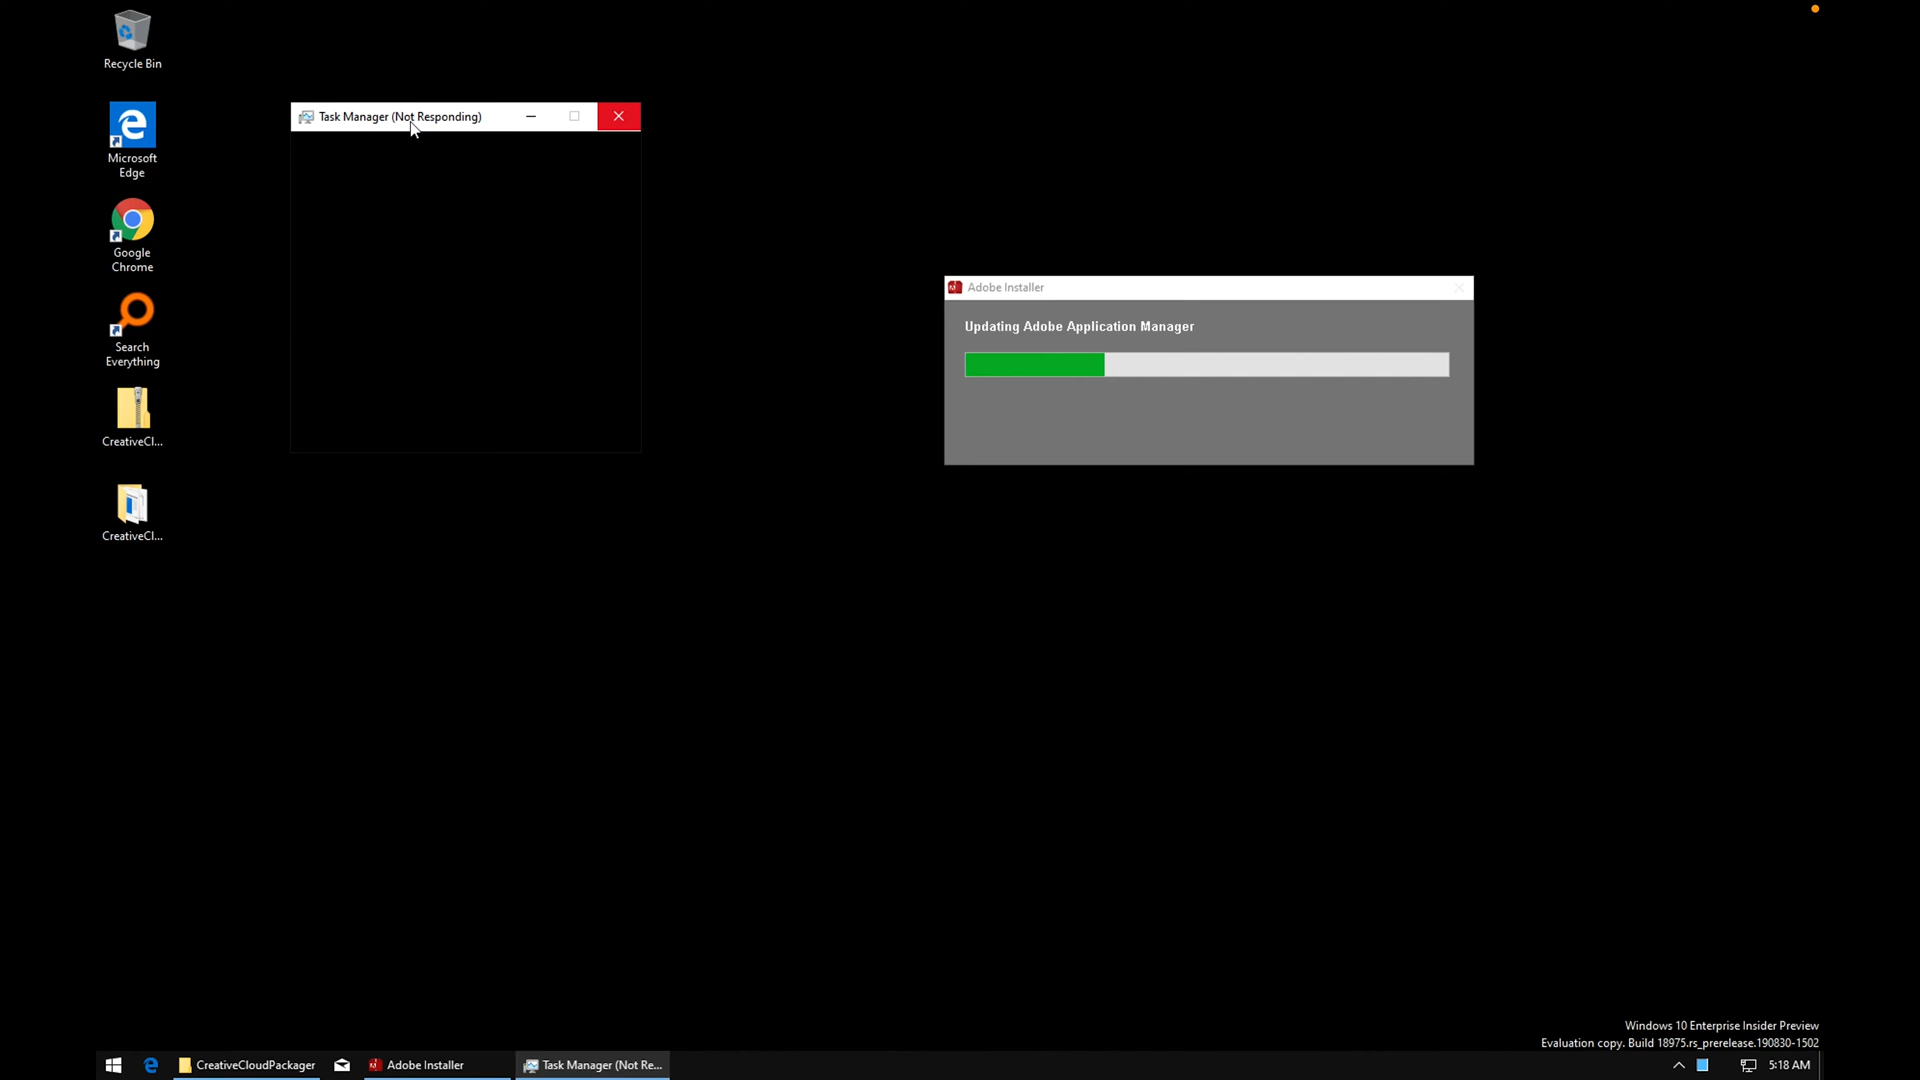 Recycle Bin
Microsoft
Edge
Google
Chrome
Search
Everything
CreativeCl...
CreativeCl...
Task Manager (Not Responding)
Adobe Installer
Updating Adobe Application Manager
Windows 10 Enterprise Insider Preview
Evaluation copy. Build 18975.rs_prerelease.190830-1502
CreativeCloudPackager
Adobe Installer
Task Manager (Not Re...
5:18 AM